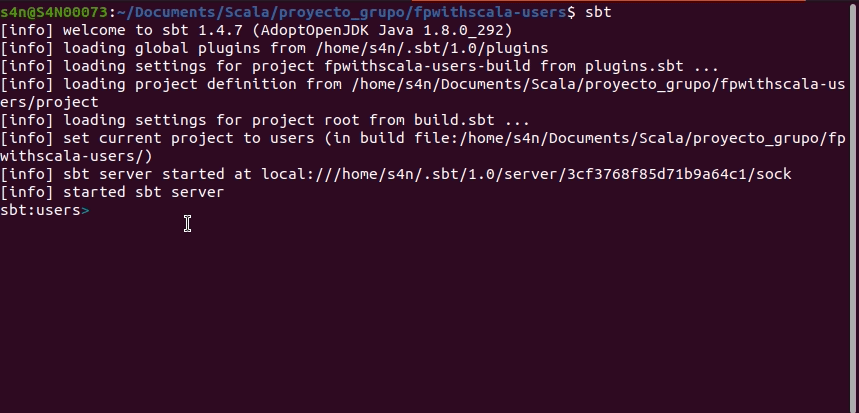 s4n@S4N00073:~/Documents/Scala/proyecto_grupo/fpwithscala-users$ sbt
[info] welcome to sbt 1.4.7 (AdoptOpenJDK Java 1.8.0_292)
[info] loading global plugins from /home/s4n/.sbt/1.0/plugins
[info] loading settings for project fpwithscala-users-build from plugins.sbt ...
[info] loading project definition from /home/s4n/Documents/Scala/proyecto_grupo/fpwithscala-us
ers/project
[info] loading settings for project root from build.sbt ...
[info] set current project to users (in build file:/home/s4n/Documents/Scala/proyecto_grupo/fp
withscala-users/)
[info] sbt server started at local:///home/s4n/.sbt/1.0/server/3cf3768f85d71b9a64c1/sock
[info] started sbt server
sbt:users>